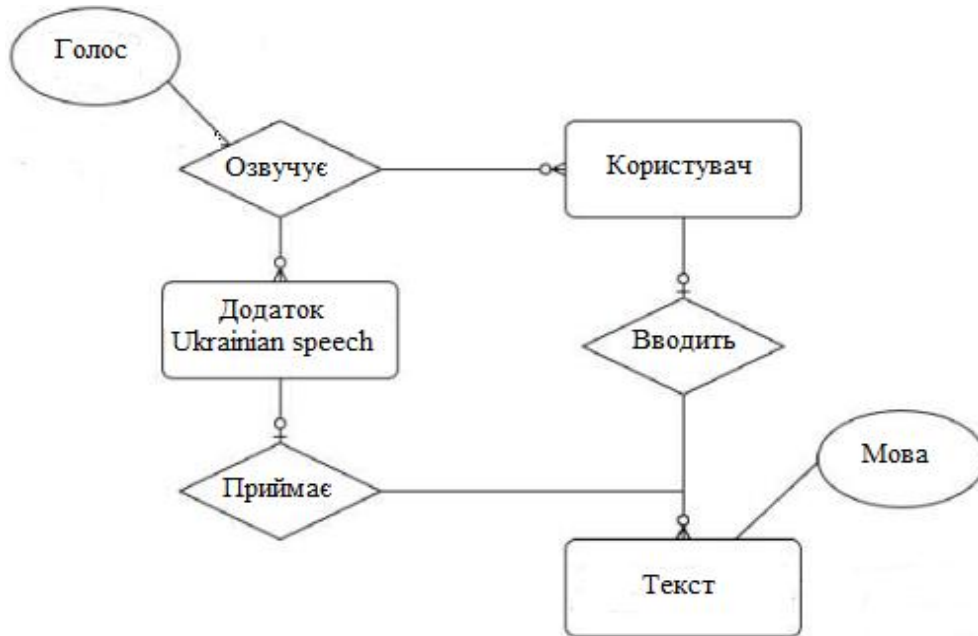 Голос
Озвучує
Користувач
Додаток
Ukrainian speech
Вводить
Мова
Приймає
Текст